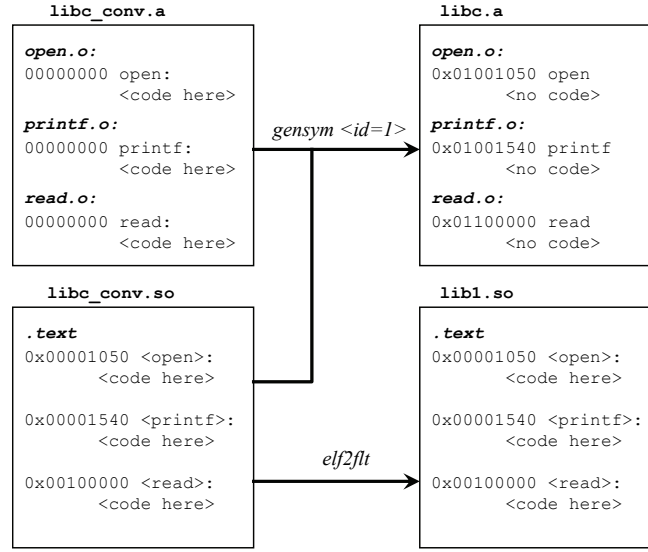 libc_conv.a
open.o:
00000000 open:
<code here>
printf.o:
00000000 printf:
<code here>
read.o:
00000000 read:
<code here>
gensym <id=1>
libc.a
open.o:
0x01001050 open
<no code>
printf.o:
0x01001540 printf
<no code>
read.o:
0x01100000 read
<no code>
libc_conv.so
.text
0x00001050 <open>:
<code here>
0x00001540 <printf>:
<code here>
0x00100000 <read>:
<code here>
elf2flt
lib1.so
.text
0x00001050 <open>:
<code here>
0x00001540 <printf>:
<code here>
0x00100000 <read>:
<code here>